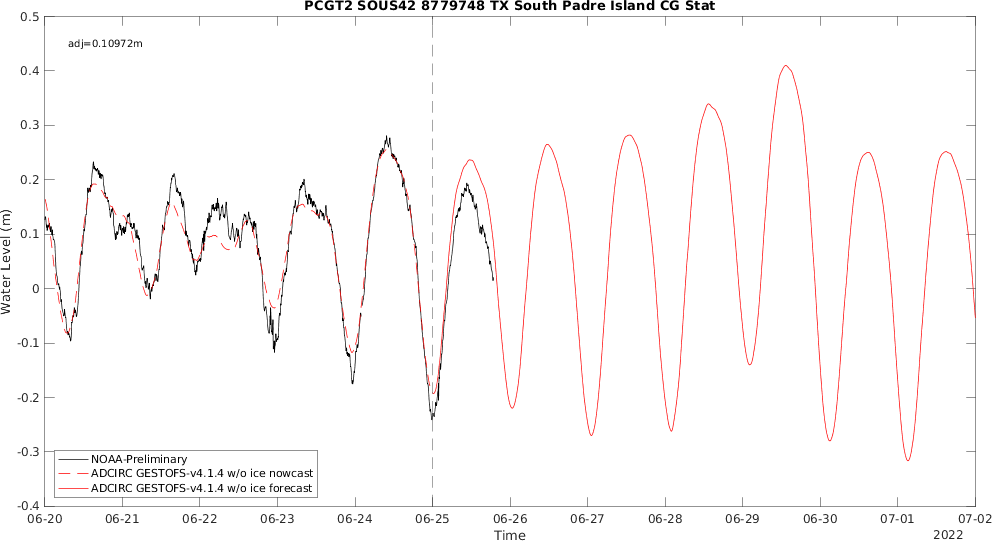 PCGT2 SOUS42 8779748 TX South Padre Island CG Stat
adj=0.10972m
0.5
0.4
0.3
0.2
0.1
0
-0.1
-0.2
-0.3
-0.4
Water Level (m)
NOAA-Preliminary
ADCIRC GESTOFS-v4.1.4 w/o ice nowcast
ADCIRC GESTOFS-v4.1.4 w/o ice forecast
06-20 06-21 06-22 06-23 06-24 06-25 06-26 06-27 06-28 06-29 06-30 07-01 07-02
Time
2022